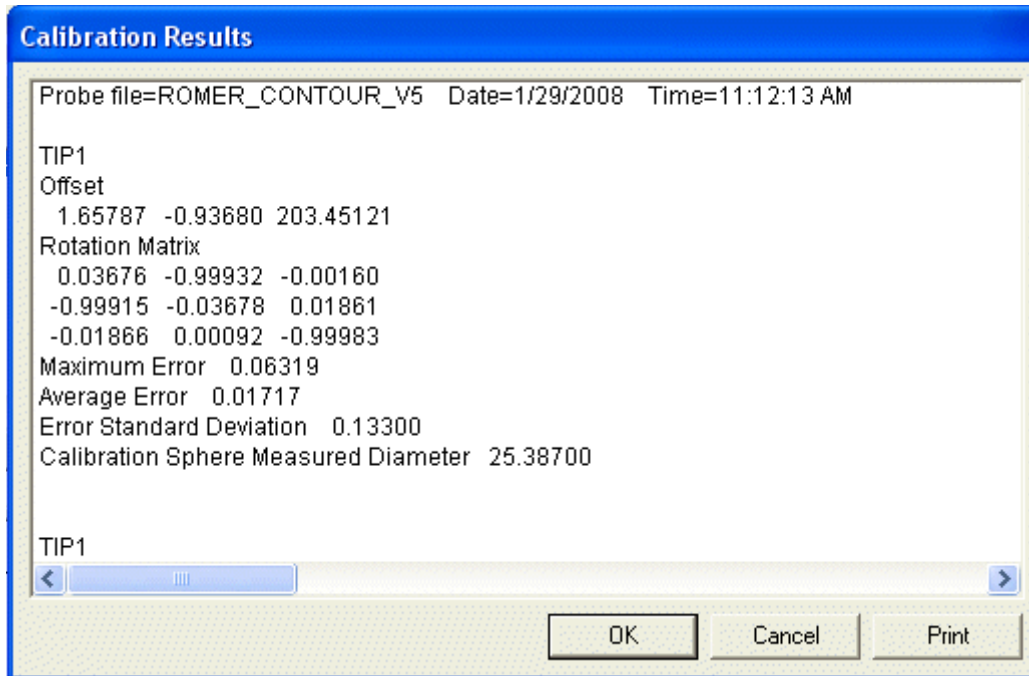 Calibration Results
Probe file=ROMER_CONTOUR_V5 Date=1/29/2008 Time=11:12:13 AM
TIP1
Offset
1.65787 -0.93680 203.45121
Rotation Matrix
0.03676 -0.99932 -0.00160
-0.99915 -0.03678 0.01861
-0.01866 0.00092 -0.99983
Maximum Error 0.06319
Average Error 0.01717
Error Standard Deviation 0.13300
Calibration Sphere Measured Diameter 25.38700
TIP1
OK Cancel Print